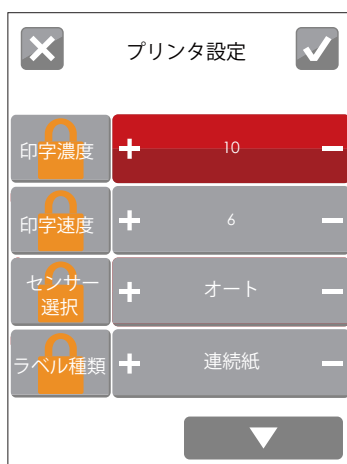 プリンタ設定
印字濃度
+ 10 −
印字速度
+ 6 −
センサー
選択
+ オート −
ラベル種類
+ 連続紙 −